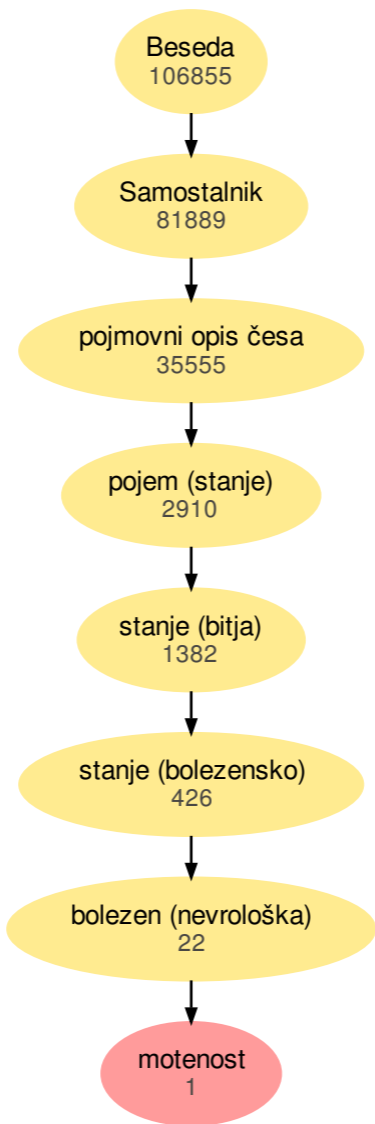 Beseda
106855
Samostalnik
81889
pojmovni opis česa
35555
pojem (stanje)
2910
stanje (bitja)
1382
stanje (bolezensko)
426
bolezen (nevrološka)
22
motenost
1